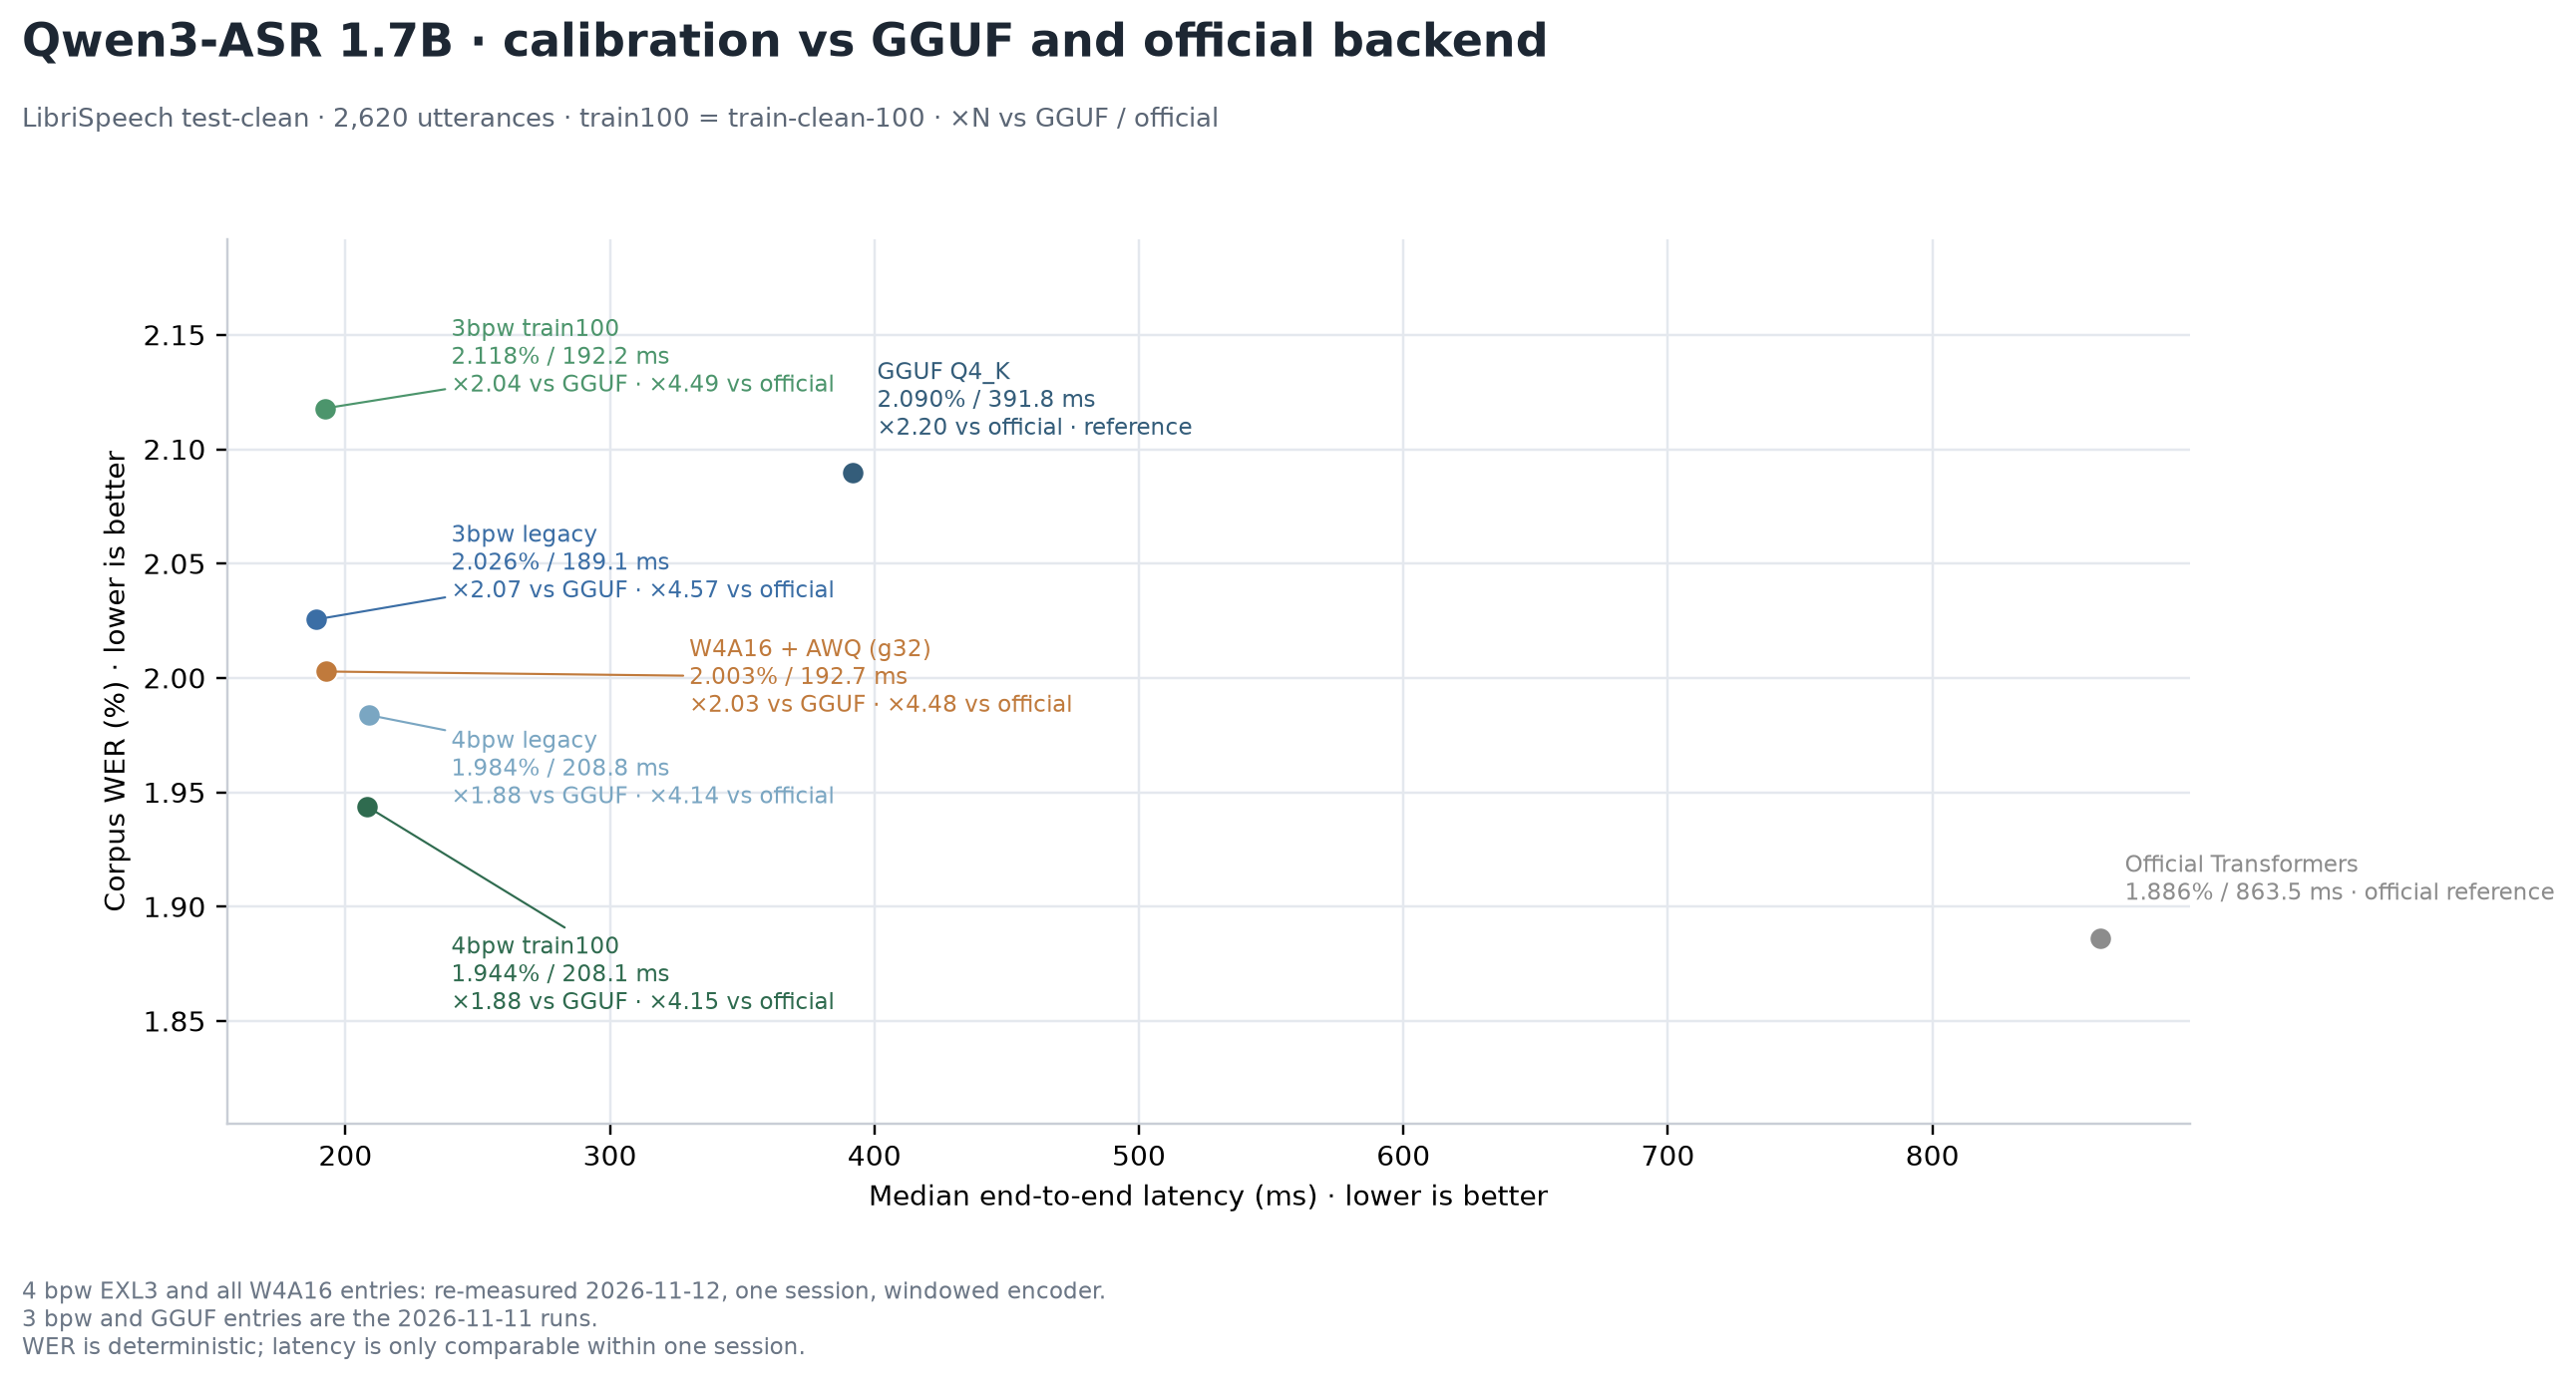 Qwen3-ASR 1.7B · calibration vs GGUF and official backend
LibriSpeech test-clean · 2,620 utterances · train100 = train-clean-100 · ×N vs GGUF / official
3bpw train100
2.118% / 192.2 ms
×2.04 vs GGUF · ×4.49 vs official
GGUF Q4_K
2.090% / 391.8 ms
×2.20 vs official · reference
3bpw legacy
2.026% / 189.1 ms
×2.07 vs GGUF · ×4.57 vs official
W4A16 + AWQ (g32)
2.003% / 192.7 ms
×2.03 vs GGUF · ×4.48 vs official
4bpw legacy
1.984% / 208.8 ms
×1.88 vs GGUF · ×4.14 vs official
4bpw train100
1.944% / 208.1 ms
×1.88 vs GGUF · ×4.15 vs official
Official Transformers
1.886% / 863.5 ms · official reference
Corpus WER (%) · lower is better
2.15
2.10
2.05
2.00
1.95
1.90
1.85
200
300
400
500
600
700
800
Median end-to-end latency (ms) · lower is better
4 bpw EXL3 and all W4A16 entries: re-measured 2026-11-12, one session, windowed encoder.
3 bpw and GGUF entries are the 2026-11-11 runs.
WER is deterministic; latency is only comparable within one session.